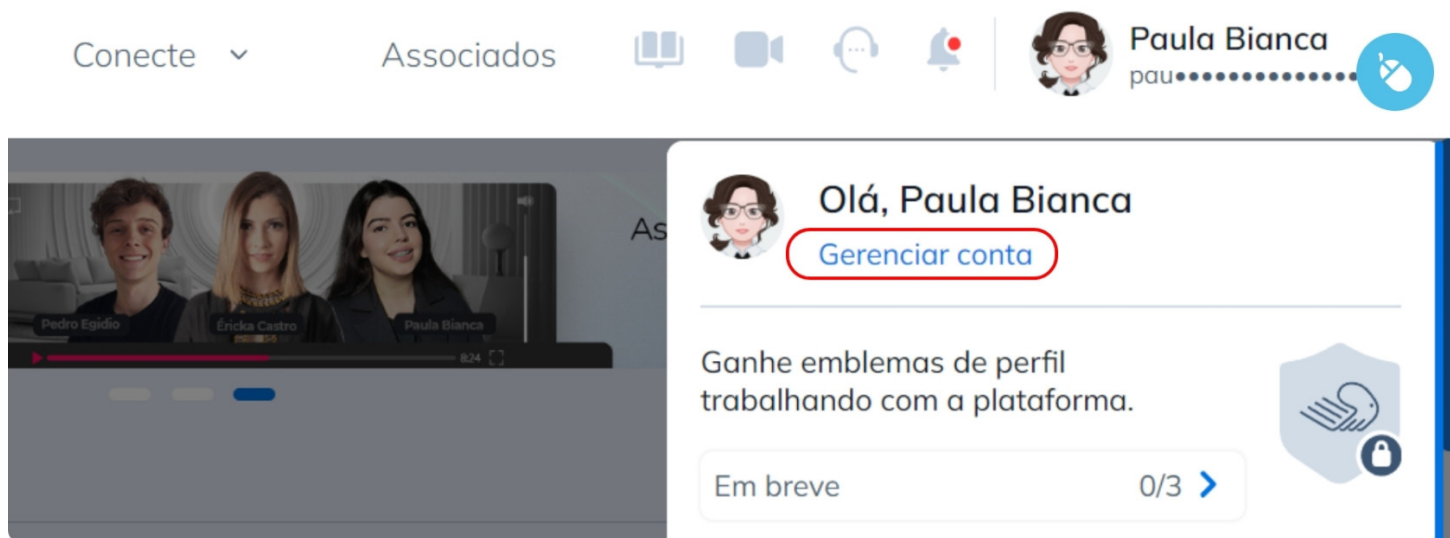 Conecte
Associados
Paula Bianca
pau••••••••••••••
Olá, Paula Bianca
Gerenciar conta
As
Pedro Egidio
Éricka Castro
Paula Bianca
8:24
Ganhe emblemas de perfil
trabalhando com a plataforma.
Em breve
0/3